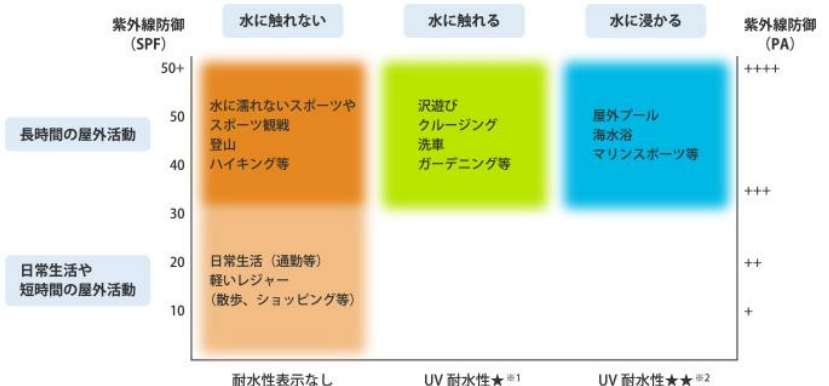 紫外線防御
(SPF)
水に触れない
水に触れる
水に浸かる
紫外線防御
(PA)
50+
50
40
30
20
10
長時間の屋外活動
日常生活や
短時間の屋外活動
水に濡れないスポーツや
スポーツ観戦
登山
ハイキング等
沢遊び
クルージング
洗車
ガーデニング等
屋外プール
海水浴
マリンスポーツ等
日常生活（通勤等）
軽いレジャー
（散歩、ショッピング等）
++++
+++
++
+
耐水性表示なし
UV 耐水性★※1
UV 耐水性★★※2